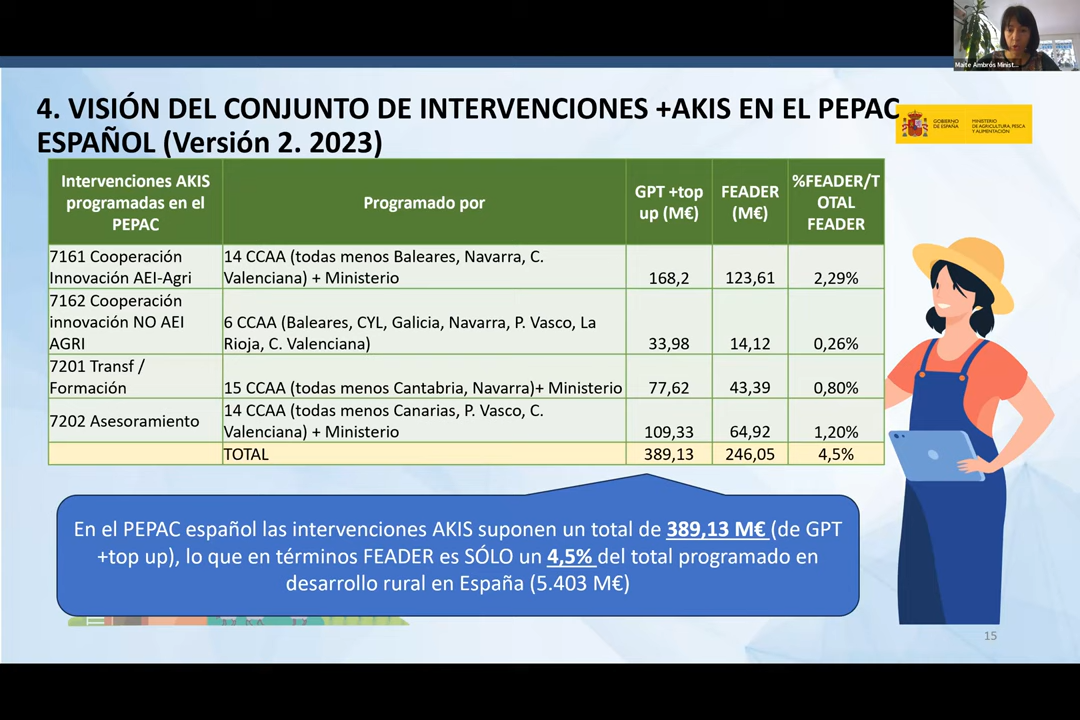 Maite Ambrós Minist...
4. VISIÓN DEL CONJUNTO DE INTERVENCIONES +AKIS EN EL PEPAC
ESPAÑOL (Versión 2. 2023)
GOBIERNO
DE ESPAÑA
MINISTERIO
DE AGRICULTURA, PESCA
Y ALIMENTACIÓN
Intervenciones AKIS
programadas en el
PEPAC
Programado por
GPT +top
up (M€)
FEADER
(M€)
%FEADER/T
OTAL
FEADER
7161 Cooperación
Innovación AEI-Agri
14 CCAA (todas menos Baleares, Navarra, C.
Valenciana) + Ministerio
168,2
123,61
2,29%
7162 Cooperación
innovación NO AEI
AGRI
6 CCAA (Baleares, CYL, Galicia, Navarra, P. Vasco, La
Rioja, C. Valenciana)
33,98
14,12
0,26%
7201 Transf /
Formación
15 CCAA (todas menos Cantabria, Navarra)+ Ministerio
77,62
43,39
0,80%
7202 Asesoramiento
14 CCAA (todas menos Canarias, P. Vasco, C.
Valenciana) + Ministerio
109,33
64,92
1,20%
TOTAL
389,13
246,05
4,5%
En el PEPAC español las intervenciones AKIS suponen un total de 389,13 M€ (de GPT
+top up), lo que en términos FEADER es SÓLO un 4,5% del total programado en
desarrollo rural en España (5.403 M€)
15